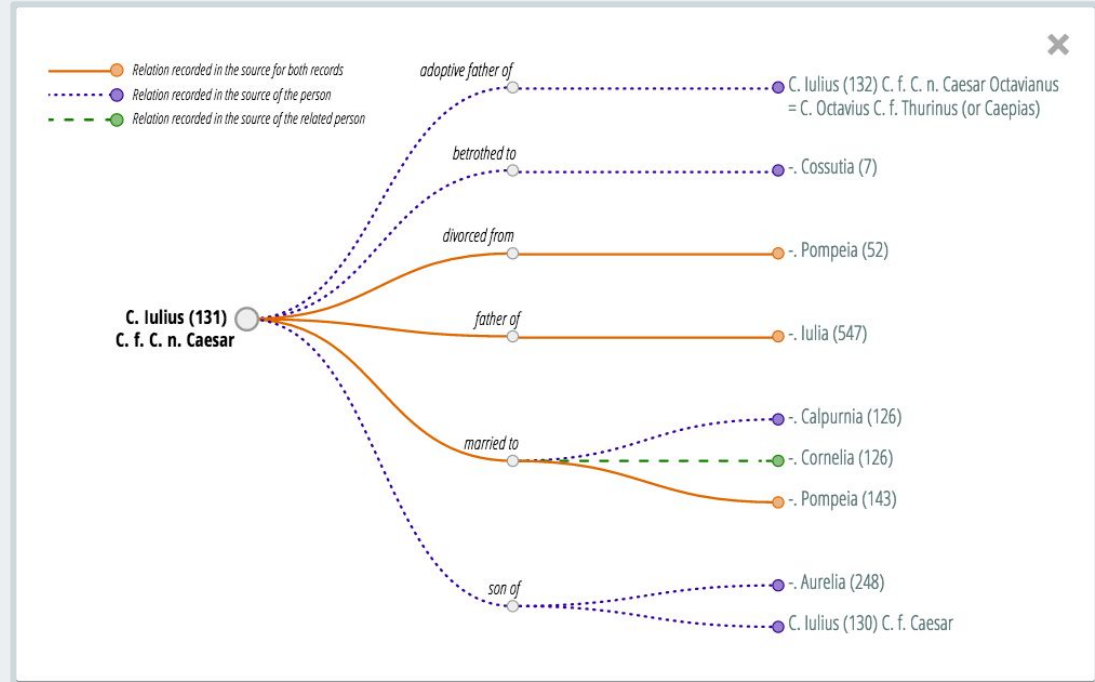 Relation recorded in the source for both records
Relation recorded in the source of the person
Relation recorded in the source of the related person
adoptive father of
C. Iulius (132) C. f. C. n. Caesar Octavianus
= C. Octavius C. f. Thurinus (or Caepias)
betrothed to
-. Cossutia (7)
divorced from
-. Pompeia (52)
C. Iulius (131)
C. f. C. n. Caesar
father of
-. Iulia (547)
married to
-. Calpurnia (126)
-. Cornelia (126)
-. Pompeia (143)
son of
-. Aurelia (248)
C. Iulius (130) C. f. Caesar